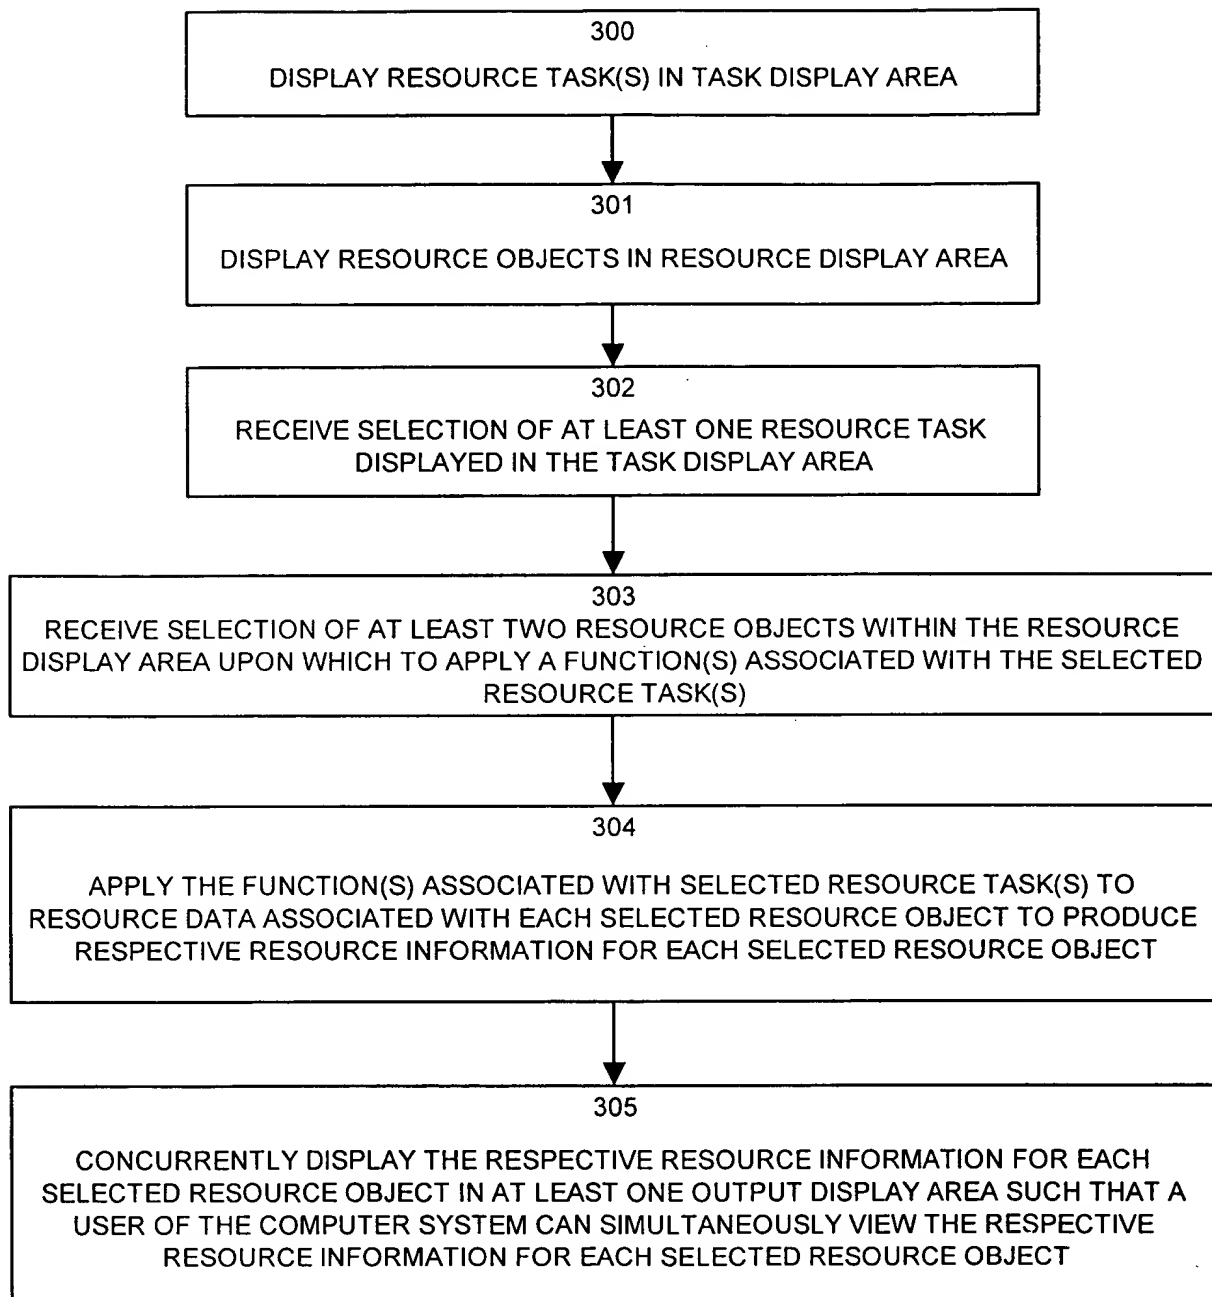 300
DISPLAY RESOURCE TASK(S) IN TASK DISPLAY AREA
301
DISPLAY RESOURCE OBJECTS IN RESOURCE DISPLAY AREA
302
RECEIVE SELECTION OF AT LEAST ONE RESOURCE TASK
DISPLAYED IN THE TASK DISPLAY AREA
303
RECEIVE SELECTION OF AT LEAST TWO RESOURCE OBJECTS WITHIN THE RESOURCE
DISPLAY AREA UPON WHICH TO APPLY A FUNCTION(S) ASSOCIATED WITH THE SELECTED
RESOURCE TASK(S)
304
APPLY THE FUNCTION(S) ASSOCIATED WITH SELECTED RESOURCE TASK(S) TO
RESOURCE DATA ASSOCIATED WITH EACH SELECTED RESOURCE OBJECT TO PRODUCE
RESPECTIVE RESOURCE INFORMATION FOR EACH SELECTED RESOURCE OBJECT
305
CONCURRENTLY DISPLAY THE RESPECTIVE RESOURCE INFORMATION FOR EACH
SELECTED RESOURCE OBJECT IN AT LEAST ONE OUTPUT DISPLAY AREA SUCH THAT A
USER OF THE COMPUTER SYSTEM CAN SIMULTANEOUSLY VIEW THE RESPECTIVE
RESOURCE INFORMATION FOR EACH SELECTED RESOURCE OBJECT